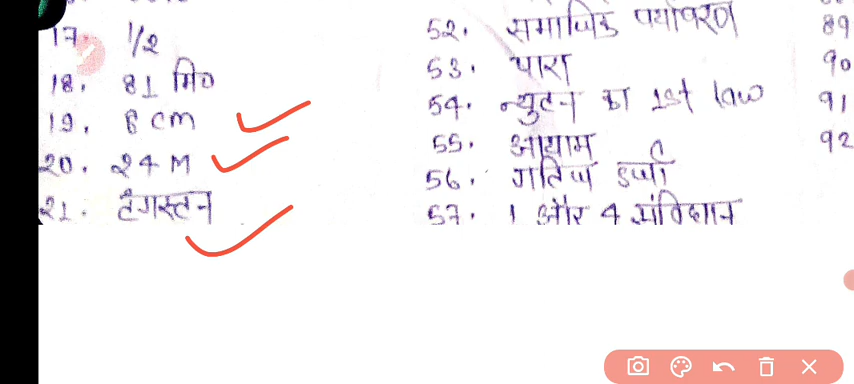 17. 1/2
18. 81 मि०
19. 8 cm
20. 24 M
21. टंगस्टन
52. समाजिक पर्यावरण
53. पारा
54. न्युटन का 1st law
55. आयाम
56. गतिज उर्जा
57. 1 और 4 संविधान
89
90
91
92